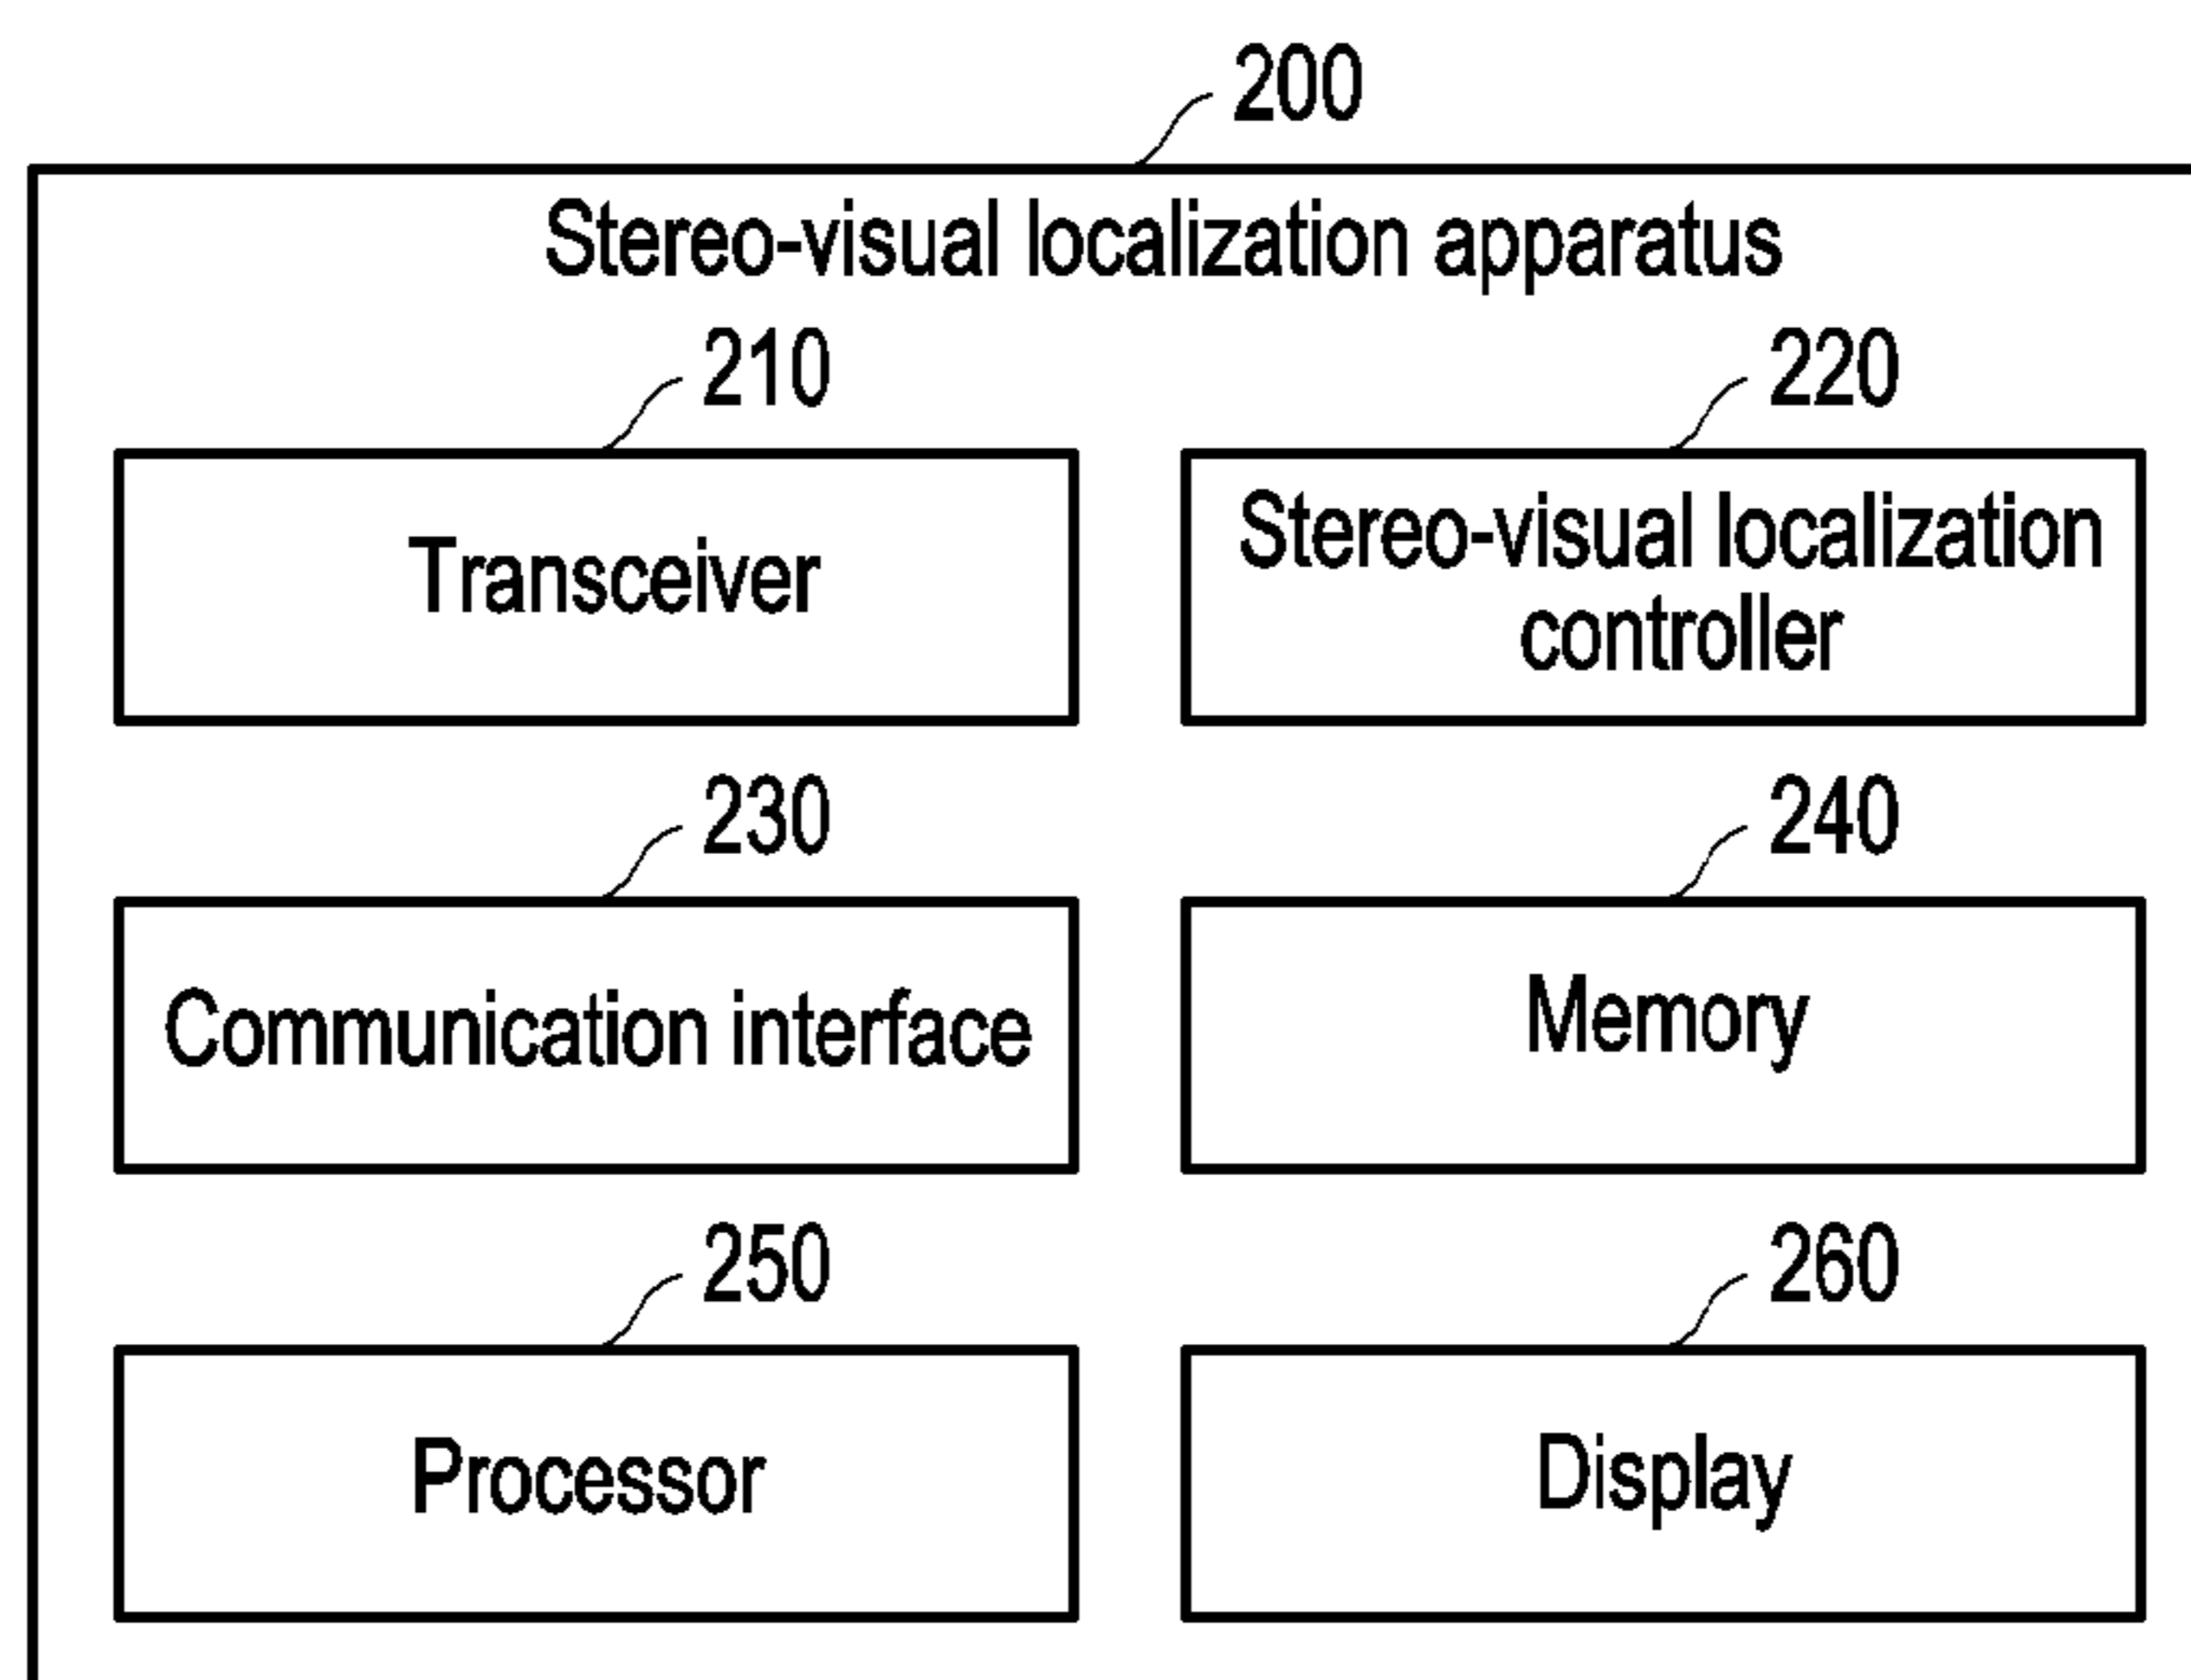 200
Stereo-visual localization apparatus
210
220
Transceiver
Stereo-visual localization
controller
230
240
Communication interface
Memory
250
260
Processor
Display